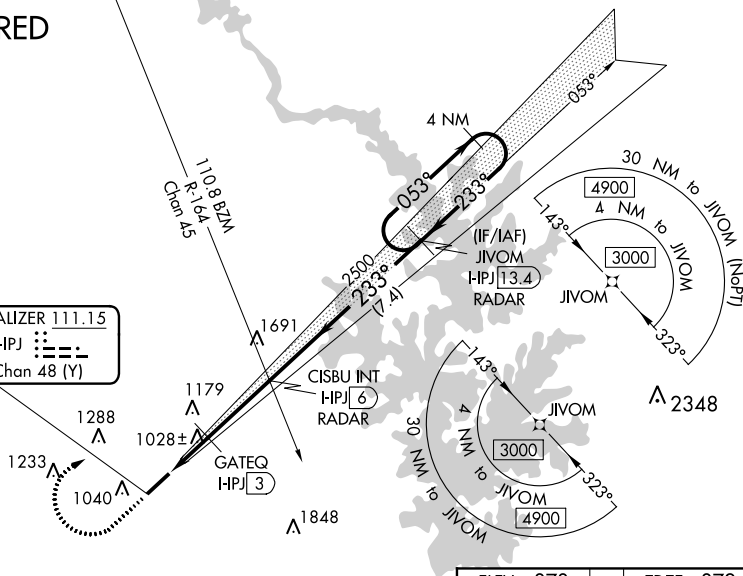 RED
053°
4 NM
053°
233°
110.8 BZM
R-164
Chan 45
(IF/IAF)
JIVOM
I-IPJ 13.4
RADAR
2500
233°
(7.4)
30 NM to JIVOM (NoPT)
4900
143°
4 NM to JIVOM
3000
JIVOM
323°
ALIZER 111.15
IPJ
Chan 48 (Y)
1691
CISBU INT
I-IPJ 6
RADAR
143°
JIVOM
2348
1179
1288
1028±
GATEQ
I-IPJ 3
4 NM to JIVOM
3000
30 NM to JIVOM
4900
323°
1233
1040
1848